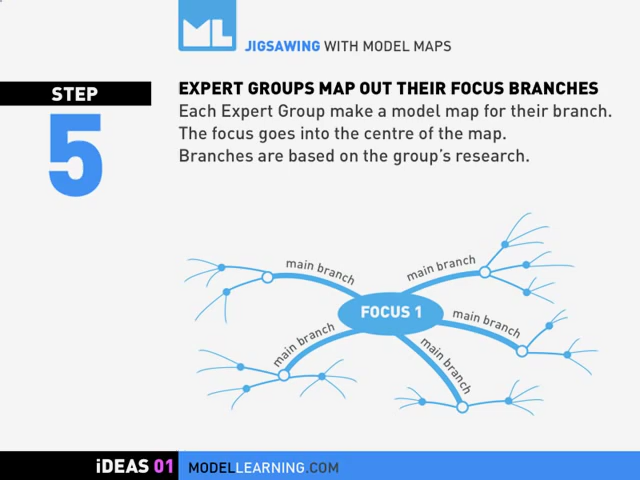 ML
JIGSAWING WITH MODEL MAPS
STEP
5
EXPERT GROUPS MAP OUT THEIR FOCUS BRANCHES
Each Expert Group make a model map for their branch.
The focus goes into the centre of the map.
Branches are based on the group's research.
main branch
main branch
FOCUS 1
main branch
main branch
main branch
iDEAS 01
MODELLEARNING.COM